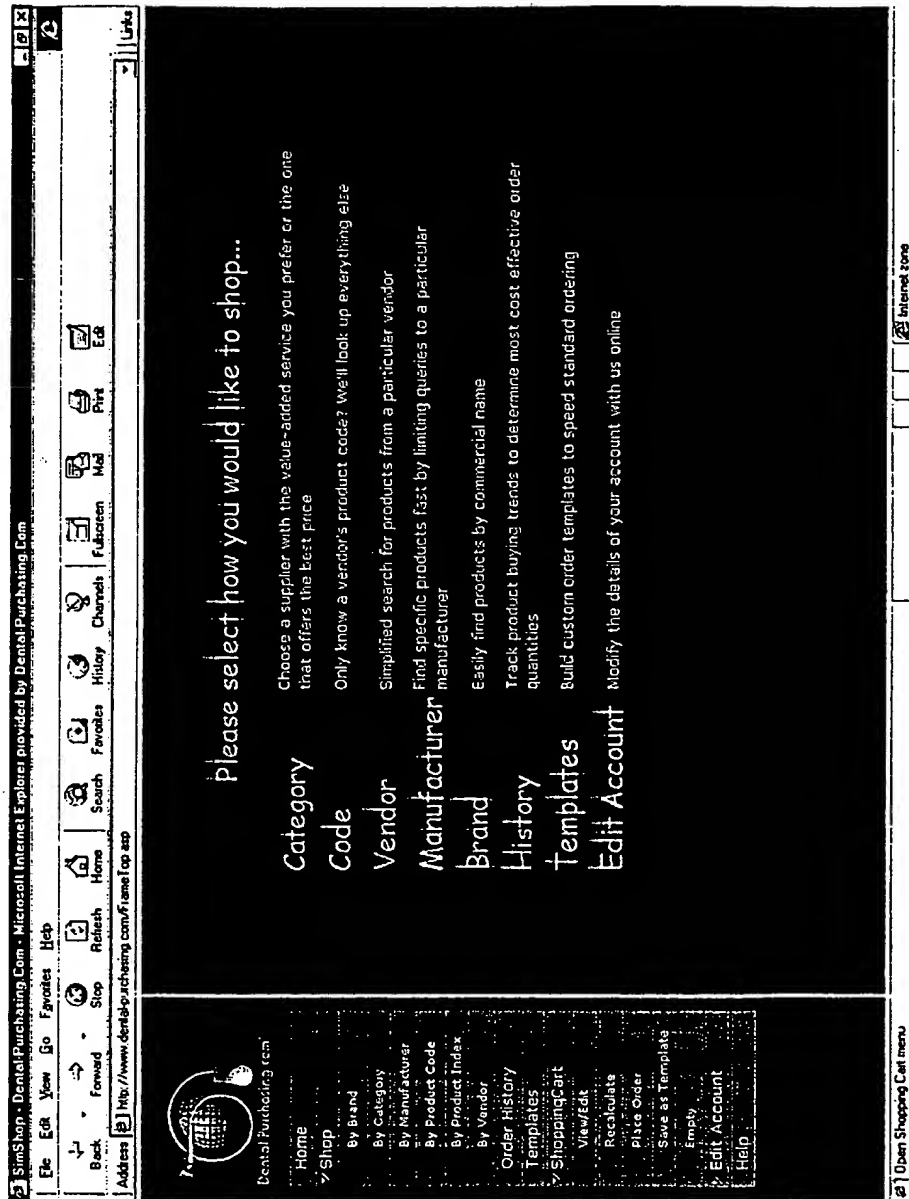 SimShop - Dental-Purchasing.Com - Microsoft Internet Explorer provided by Dental-Purchasing.Com
File Edit View Go Favorites Help
Back Forward Stop Refresh Home Search Favorites History Channels Fullscreen Mail Print Edit
Address http://www.dental-purchasing.com/FrameTop.asp Links
Dental Purchasing.com
Home
Shop
By Brand
By Category
By Manufacturer
By Product Code
By Product Index
By Vendor
Order History
Templates
ShoppingCart
View/Edit
Recalculate
Place Order
Save as Template
Empty
Edit Account
Help
Please select how you would like to shop...
Category Choose a supplier with the value-added service you prefer or the one
that offers the best price
Code Only know a vendor's product code? We'll look up everything else
Vendor Simplified search for products from a particular vendor
Manufacturer Find specific products fast by limiting queries to a particular
manufacturer
Brand Easily find products by commercial name
History Track product buying trends to determine most cost effective order
quantities
Templates Build custom order templates to speed standard ordering
Edit Account Modify the details of your account with us online
Open Shopping Cart menu Internet zone